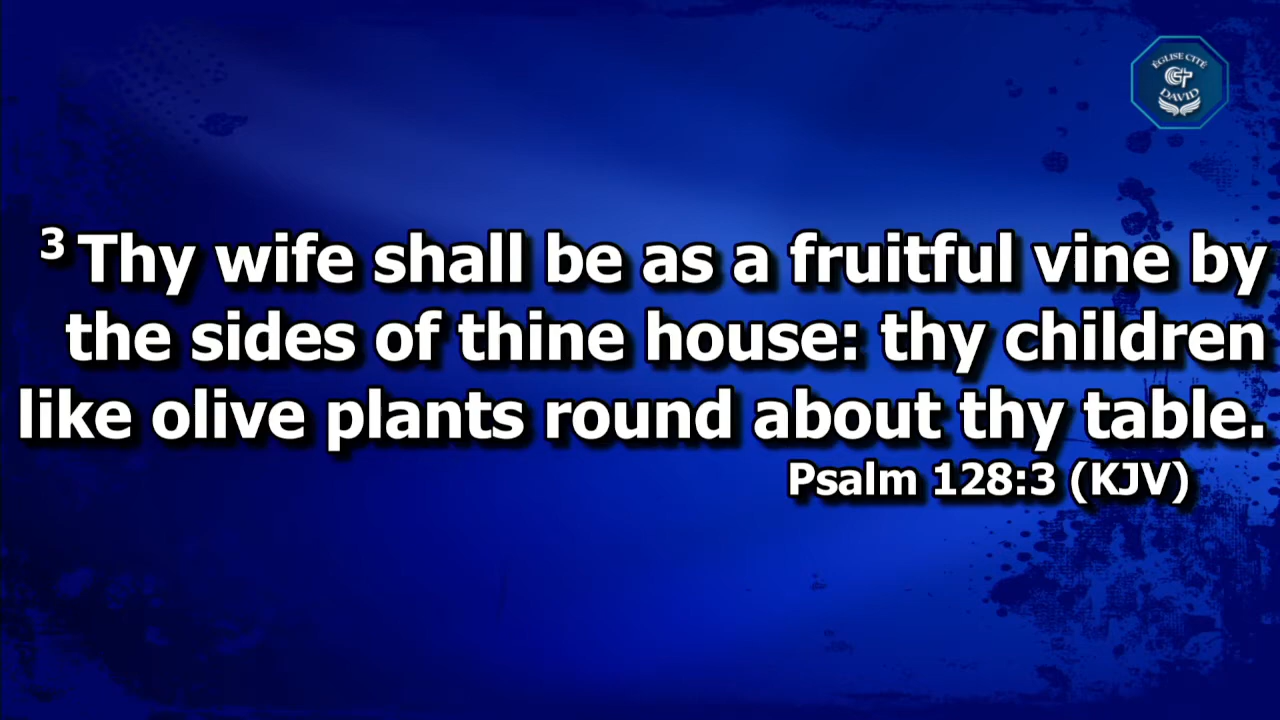 ÉGLISE CITÉ
DAVID
3 Thy wife shall be as a fruitful vine by
the sides of thine house: thy children
like olive plants round about thy table.
Psalm 128:3 (KJV)